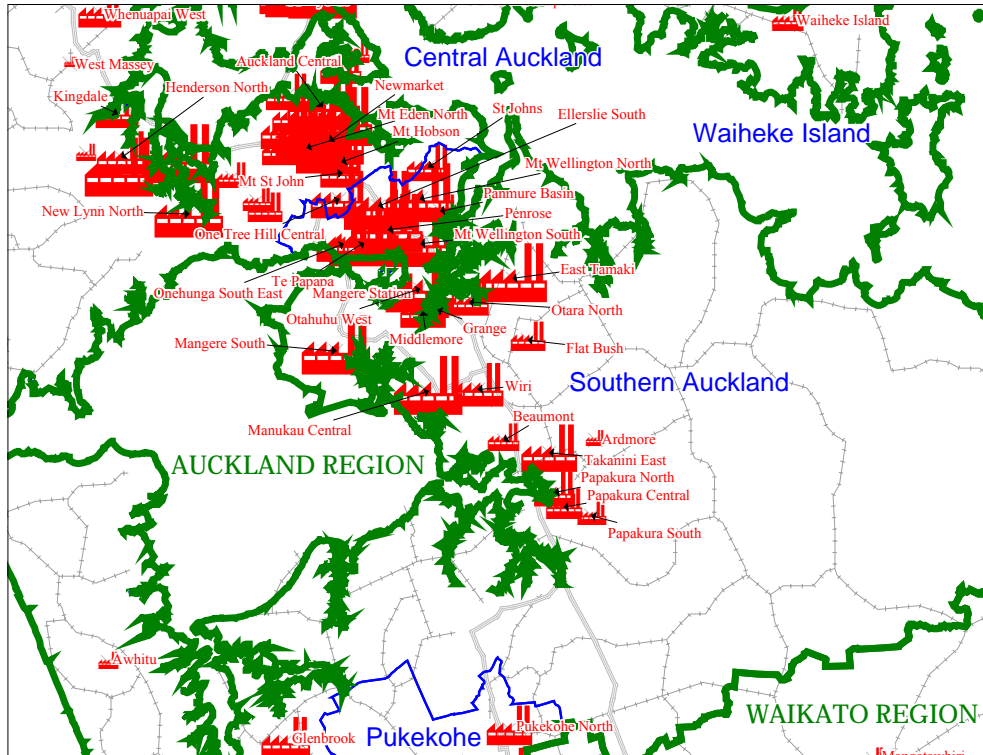 Whenuapai West
Waiheke Island
Central Auckland
West Massey
Auckland Central
Henderson North
Newmarket
Kingdale
Mt Eden North
St Johns
Ellerslie South
Mt Hobson
Waiheke Island
Mt Wellington North
Mt St John
Panmure Basin
New Lynn North
Penrose
One Tree Hill Central
Mt Wellington South
East Tamaki
Te Papapa
Onehunga South East
Mangere Station
Otara North
Otahuhu West
Grange
Middlemore
Mangere South
Flat Bush
Southern Auckland
Wiri
Manukau Central
Beaumont
Ardmore
AUCKLAND REGION
Takanini East
Papakura North
Papakura Central
Papakura South
Awhitu
WAIKATO REGION
Pukekohe North
Glenbrook
Pukekohe